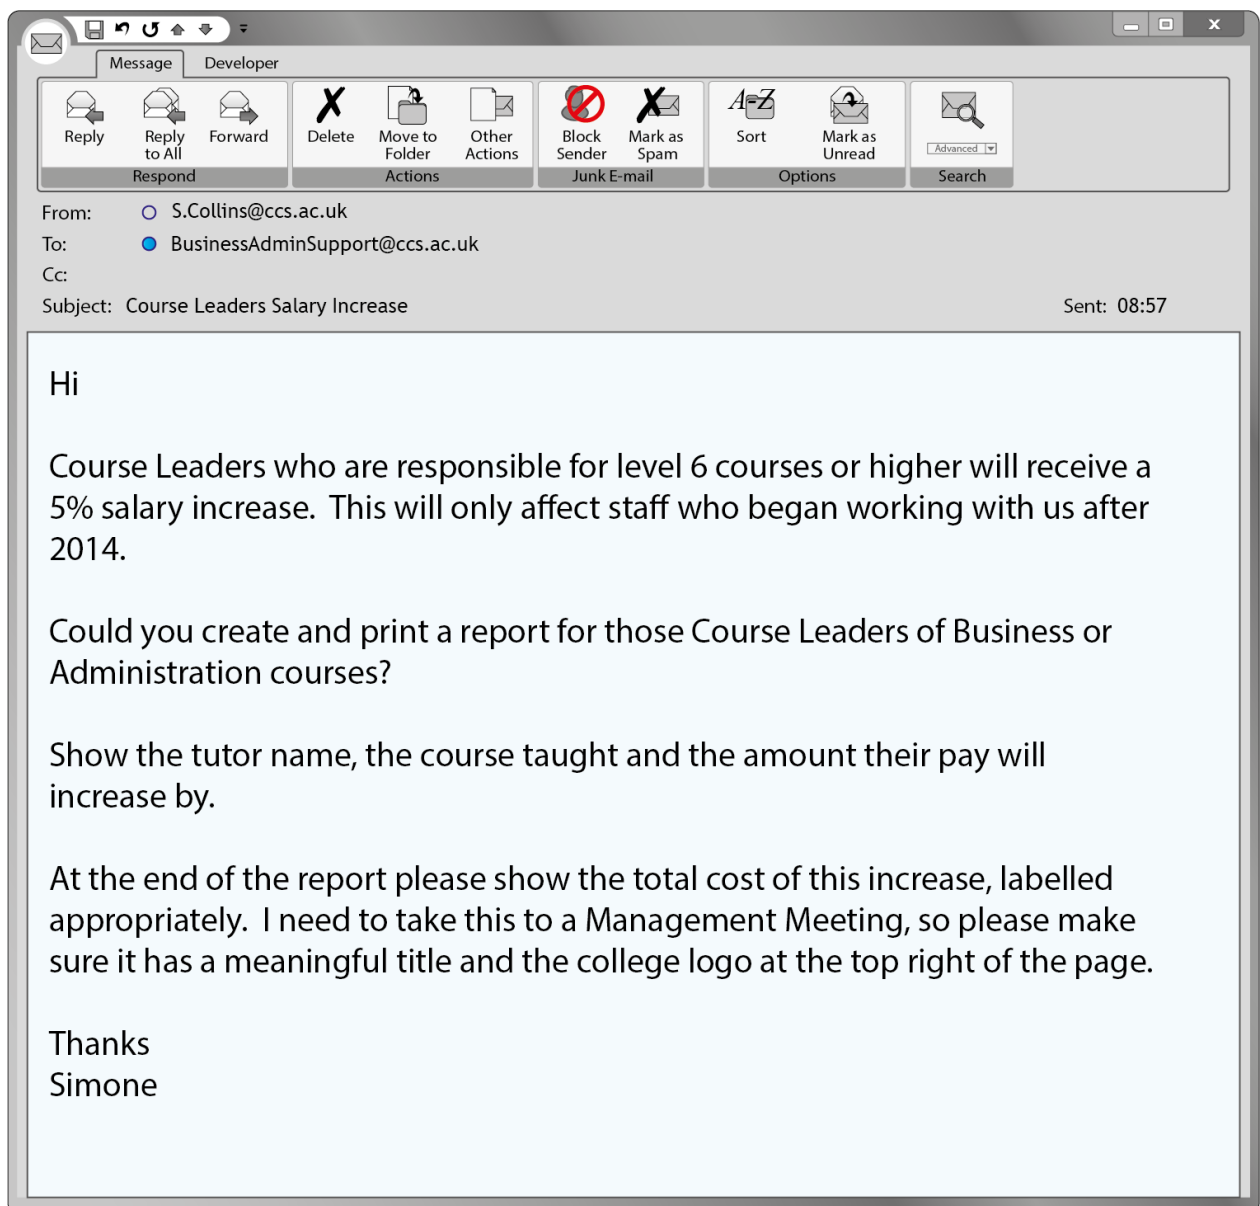 X
Message Developer
Reply
Reply to All
Forward
Delete
Move to Folder
Other Actions
Block Sender
Mark as Spam
A-Z
Sort
Mark as Unread
Advanced
Respond
Actions
Junk E-mail
Options
Search
From: S.Collins@ccs.ac.uk
To: BusinessAdminSupport@ccs.ac.uk
Cc:
Subject: Course Leaders Salary Increase Sent: 08:57
Hi
Course Leaders who are responsible for level 6 courses or higher will receive a
5% salary increase.  This will only affect staff who began working with us after
2014.
Could you create and print a report for those Course Leaders of Business or
Administration courses?
Show the tutor name, the course taught and the amount their pay will
increase by.
At the end of the report please show the total cost of this increase, labelled
appropriately.  I need to take this to a Management Meeting, so please make
sure it has a meaningful title and the college logo at the top right of the page.
Thanks
Simone